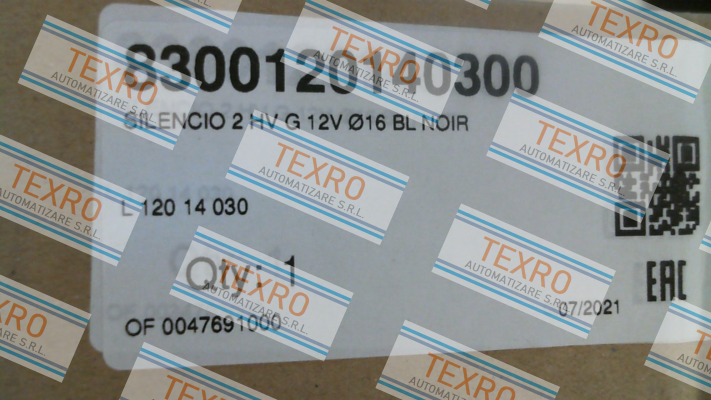 8300120140300
SILENCIO 2 HV G 12V Ø16 BL NOIR
L 120 14 030
Qty: 1
EAC
07/2021
OF 0047691000
TEXRO
AUTOMATIZARE S.R.L.